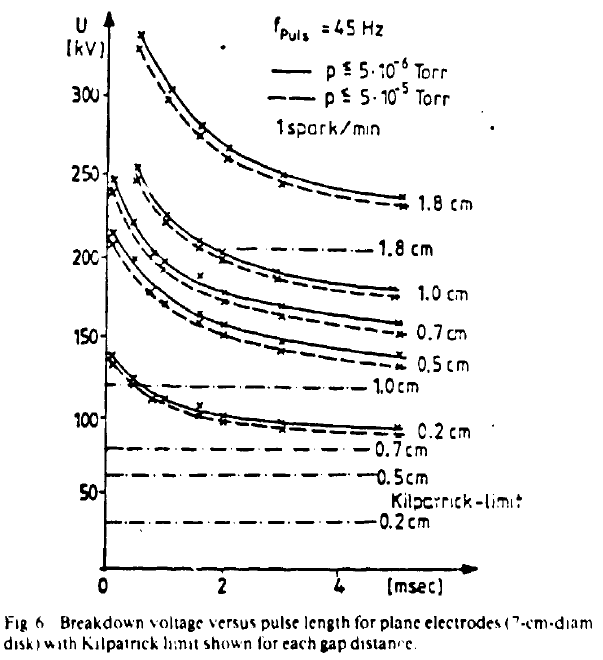 U
[kV]
fPuls = 45 Hz
p ≦ 5·10⁻⁶ Torr
p ≦ 5·10⁻⁵ Torr
1 spark/min
300
250
200
150
100
50
0
2
4
[msec]
1.8 cm
1.8 cm
1.0 cm
0.7 cm
0.5 cm
1.0 cm
0.2 cm
0.7 cm
0.5 cm
Kilpatrick-limit
0.2 cm
Fig 6 Breakdown voltage versus pulse length for plane electrodes (7-cm-diam
disk) with Kilpatrick limit shown for each gap distance.